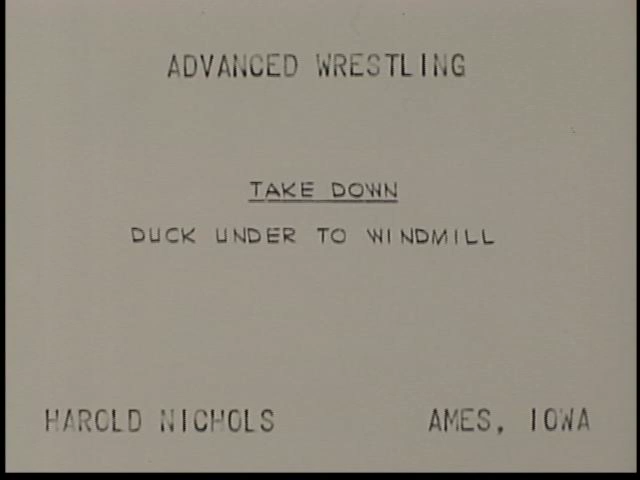 ADVANCED WRESTLING
TAKE DOWN
DUCK UNDER TO WINDMILL
HAROLD NICHOLS AMES, IOWA